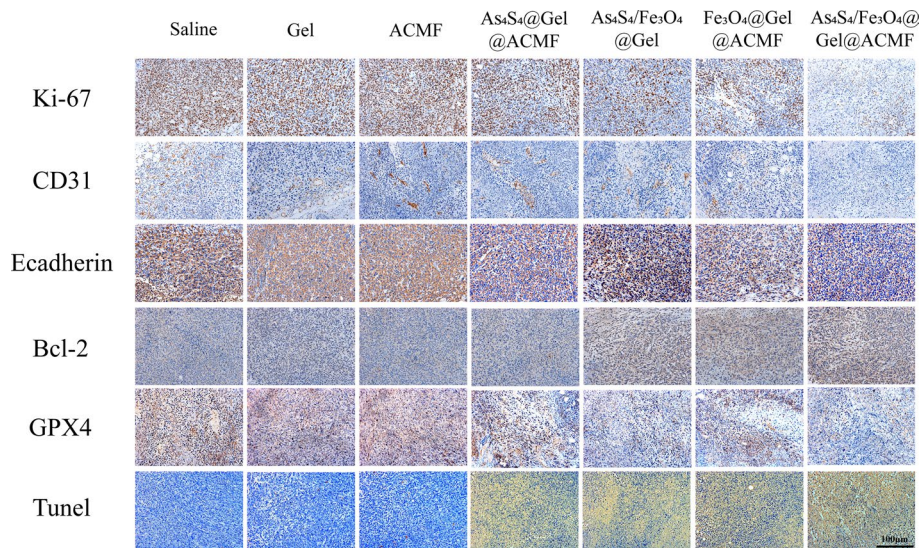 Saline Gel ACMF As₄S₄@Gel @ACMF As₄S₄/Fe₃O₄ @Gel Fe₃O₄@Gel @ACMF As₄S₄/Fe₃O₄@ Gel@ACMF
Ki-67
CD31
Ecadherin
Bcl-2
GPX4
Tunel
100μm